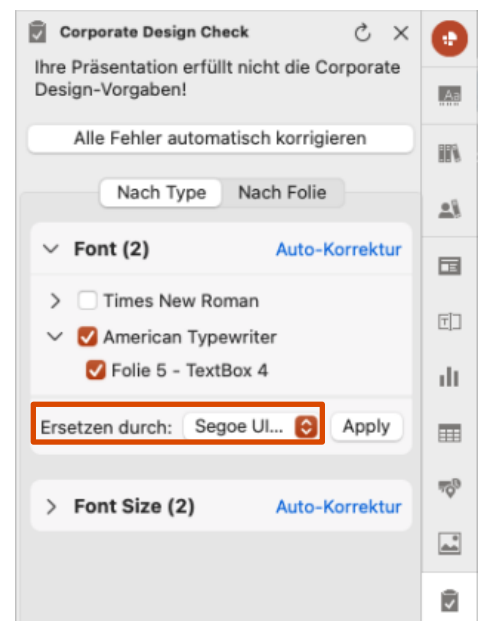 Corporate Design Check
Ihre Präsentation erfüllt nicht die Corporate
Design-Vorgaben!
Alle Fehler automatisch korrigieren
Nach Type Nach Folie
Font (2) Auto-Korrektur
Times New Roman
American Typewriter
Folie 5 - TextBox 4
Ersetzen durch: Segoe UI... Apply
Font Size (2) Auto-Korrektur
Aa
T